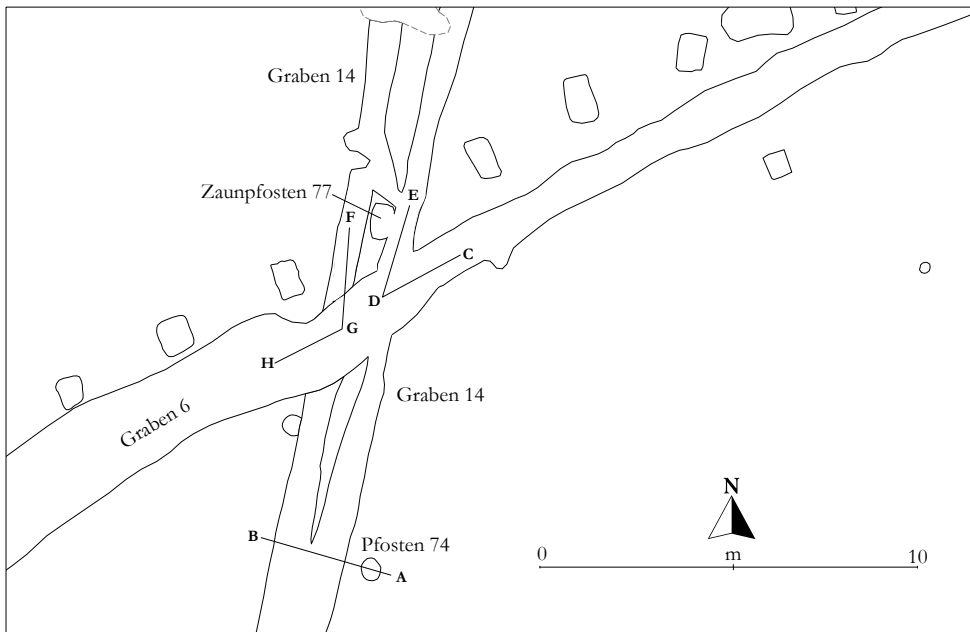 Graben 14
Zaunpfosten 77
E
F
C
D
G
H
Graben 14
Graben 6
N
B
Pfosten 74
A
0 m 10